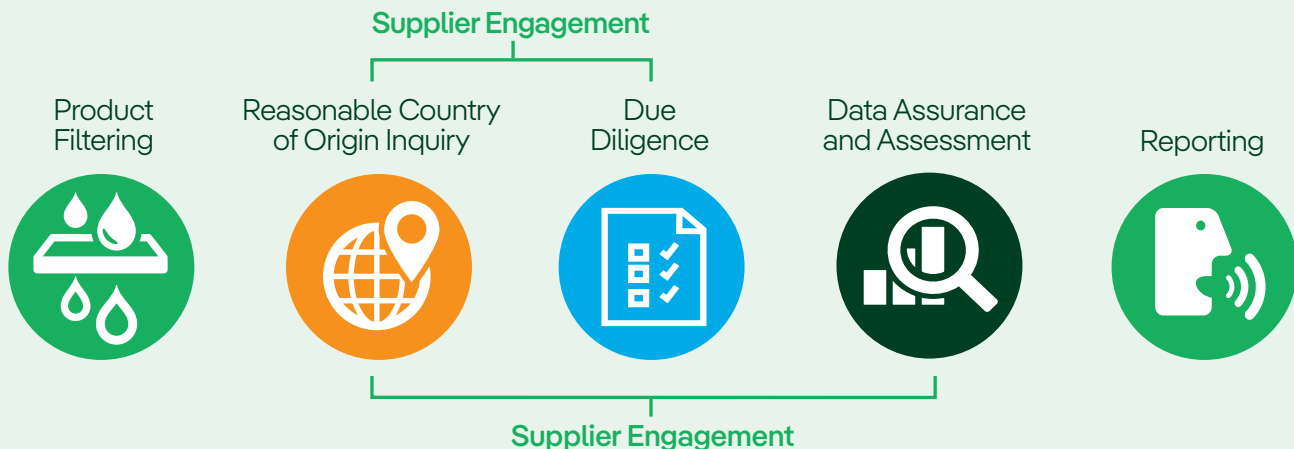 Supplier Engagement
Product
Filtering
Reasonable Country
of Origin Inquiry
Due
Diligence
Data Assurance
and Assessment
Reporting
Supplier Engagement